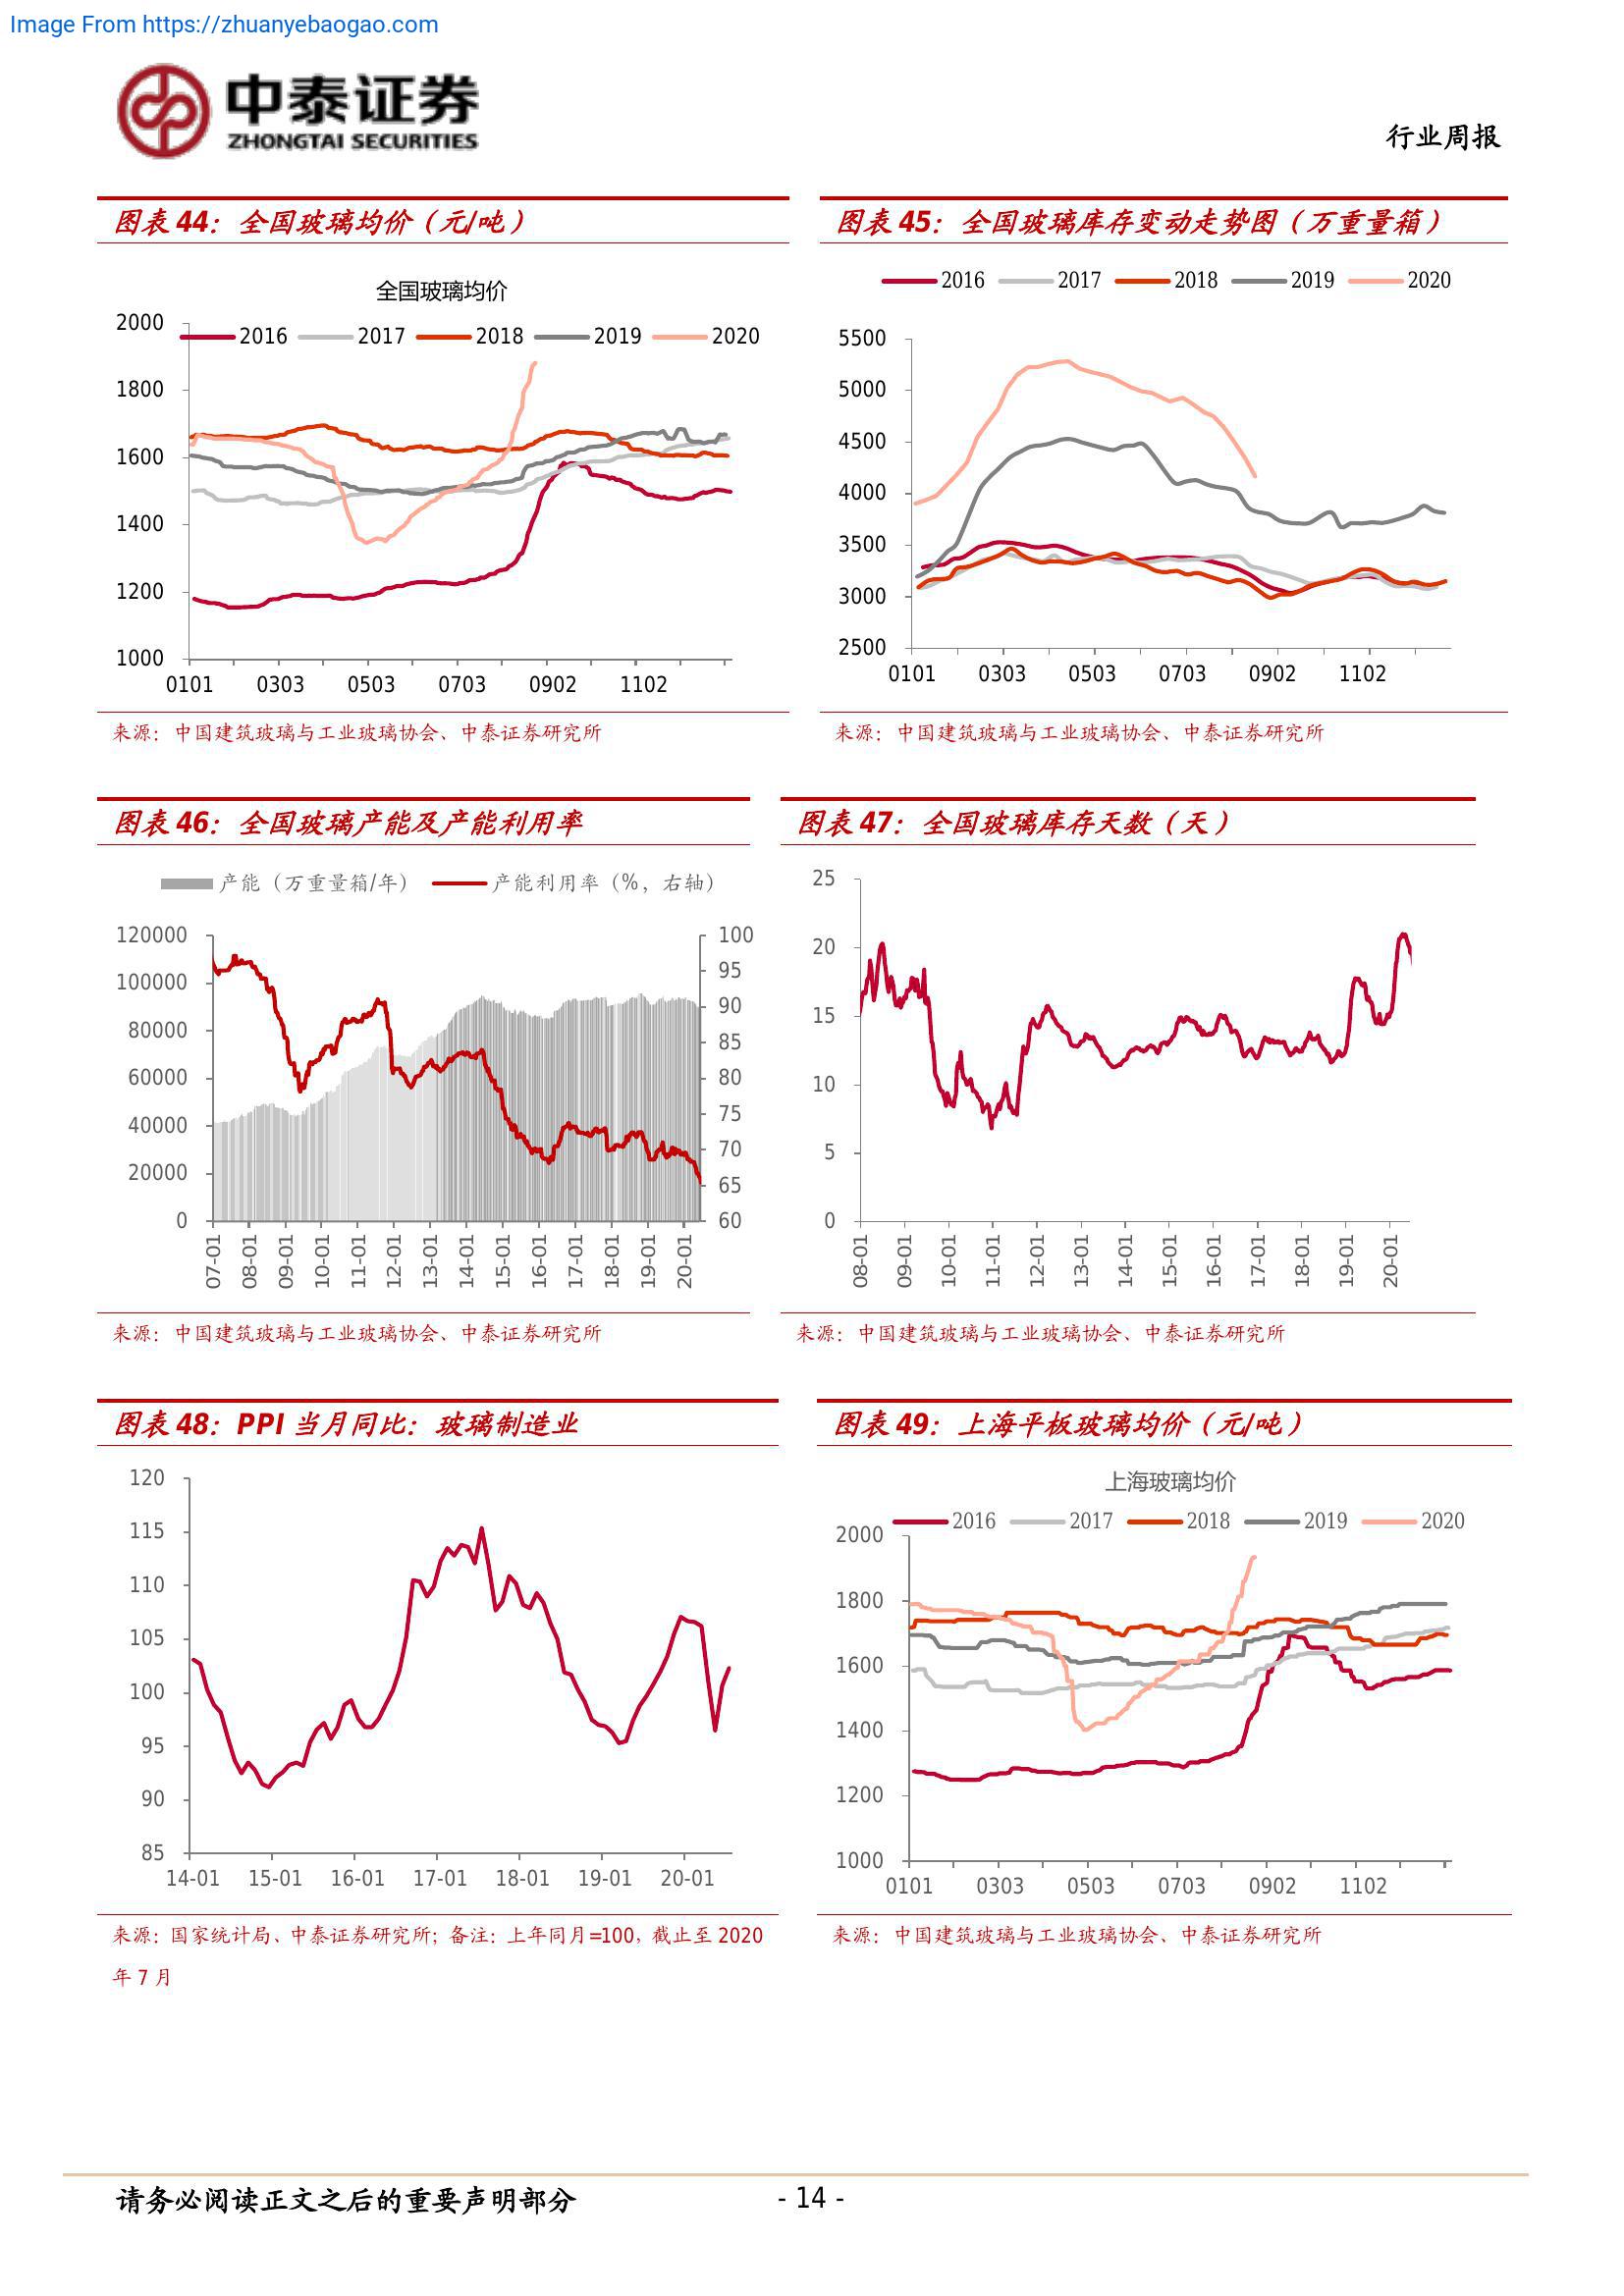 Image From https://zhuanyebaogao.com
中泰证券
ZHONGTAI SECURITIES
行业周报
图表 44：全国玻璃均价（元/吨）
全国玻璃均价
2016 2017 2018 2019 2020
2000
1800
1600
1400
1200
1000
0101 0303 0503 0703 0902 1102
来源：中国建筑玻璃与工业玻璃协会、中泰证券研究所
图表 45：全国玻璃库存变动走势图（万重量箱）
2016 2017 2018 2019 2020
5500
5000
4500
4000
3500
3000
2500
0101 0303 0503 0703 0902 1102
来源：中国建筑玻璃与工业玻璃协会、中泰证券研究所
图表 46：全国玻璃产能及产能利用率
产能（万重量箱/年） 产能利用率（%，右轴）
120000
100000
80000
60000
40000
20000
0
100
95
90
85
80
75
70
65
60
07-01 08-01 09-01 10-01 11-01 12-01 13-01 14-01 15-01 16-01 17-01 18-01 19-01 20-01
来源：中国建筑玻璃与工业玻璃协会、中泰证券研究所
图表 47：全国玻璃库存天数（天）
25
20
15
10
5
0
08-01 09-01 10-01 11-01 12-01 13-01 14-01 15-01 16-01 17-01 18-01 19-01 20-01
来源：中国建筑玻璃与工业玻璃协会、中泰证券研究所
图表 48：PPI 当月同比：玻璃制造业
120
115
110
105
100
95
90
85
14-01 15-01 16-01 17-01 18-01 19-01 20-01
来源：国家统计局、中泰证券研究所；备注：上年同月=100，截止至 2020
年 7 月
图表 49：上海平板玻璃均价（元/吨）
上海玻璃均价
2016 2017 2018 2019 2020
2000
1800
1600
1400
1200
1000
0101 0303 0503 0703 0902 1102
来源：中国建筑玻璃与工业玻璃协会、中泰证券研究所
请务必阅读正文之后的重要声明部分
- 14 -